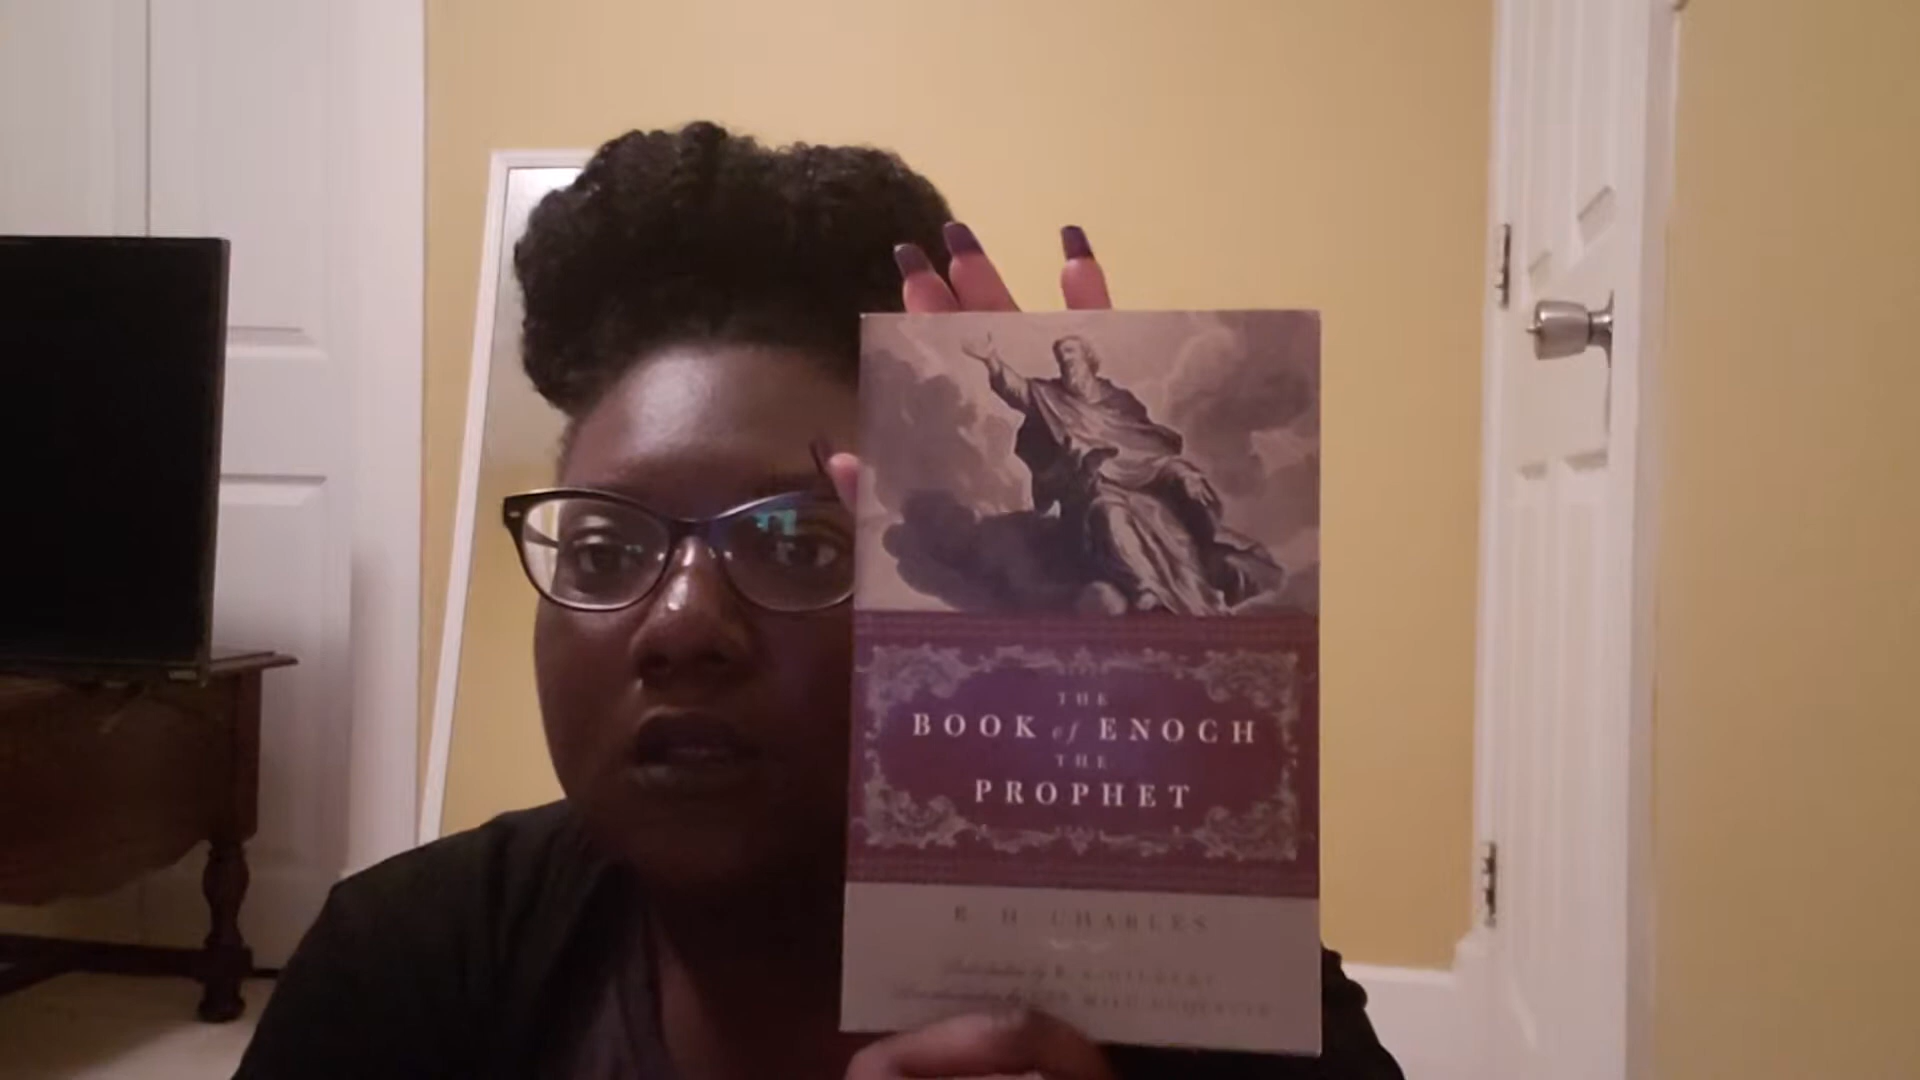 THE
BOOK of ENOCH
THE
PROPHET
R. H. CHARLES